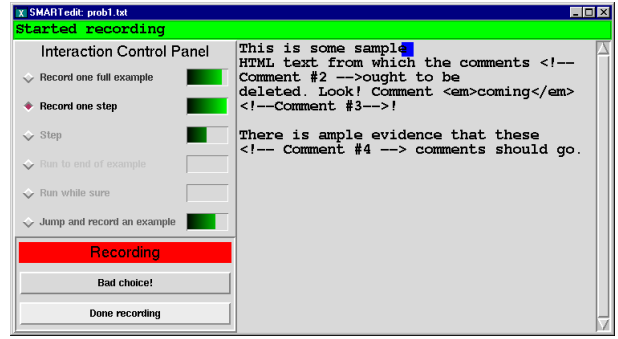 SMARTedit: prob1.txt
Started recording
Interaction Control Panel
Record one full example
Record one step
Step
Run to end of example
Run while sure
Jump and record an example
Recording
Bad choice!
Done recording
This is some sample
HTML text from which the comments <!--
Comment #2 -->ought to be
deleted. Look! Comment <em>coming</em>
<!--Comment #3-->!
There is ample evidence that these
<!-- Comment #4 --> comments should go.